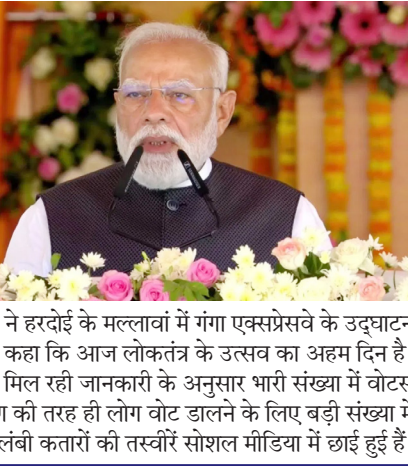 ने हरदोई के मल्लावां में गंगा एक्सप्रेसवे के उद्घाटन
कहा कि आज लोकतंत्र के उत्सव का अहम दिन है
मिल रही जानकारी के अनुसार भारी संख्या में
की तरह ही लोग वोट डालने के लिए बड़ी संख्या में
कतारों की तस्वीरें सोशल मीडिया में छाई हुई हैं